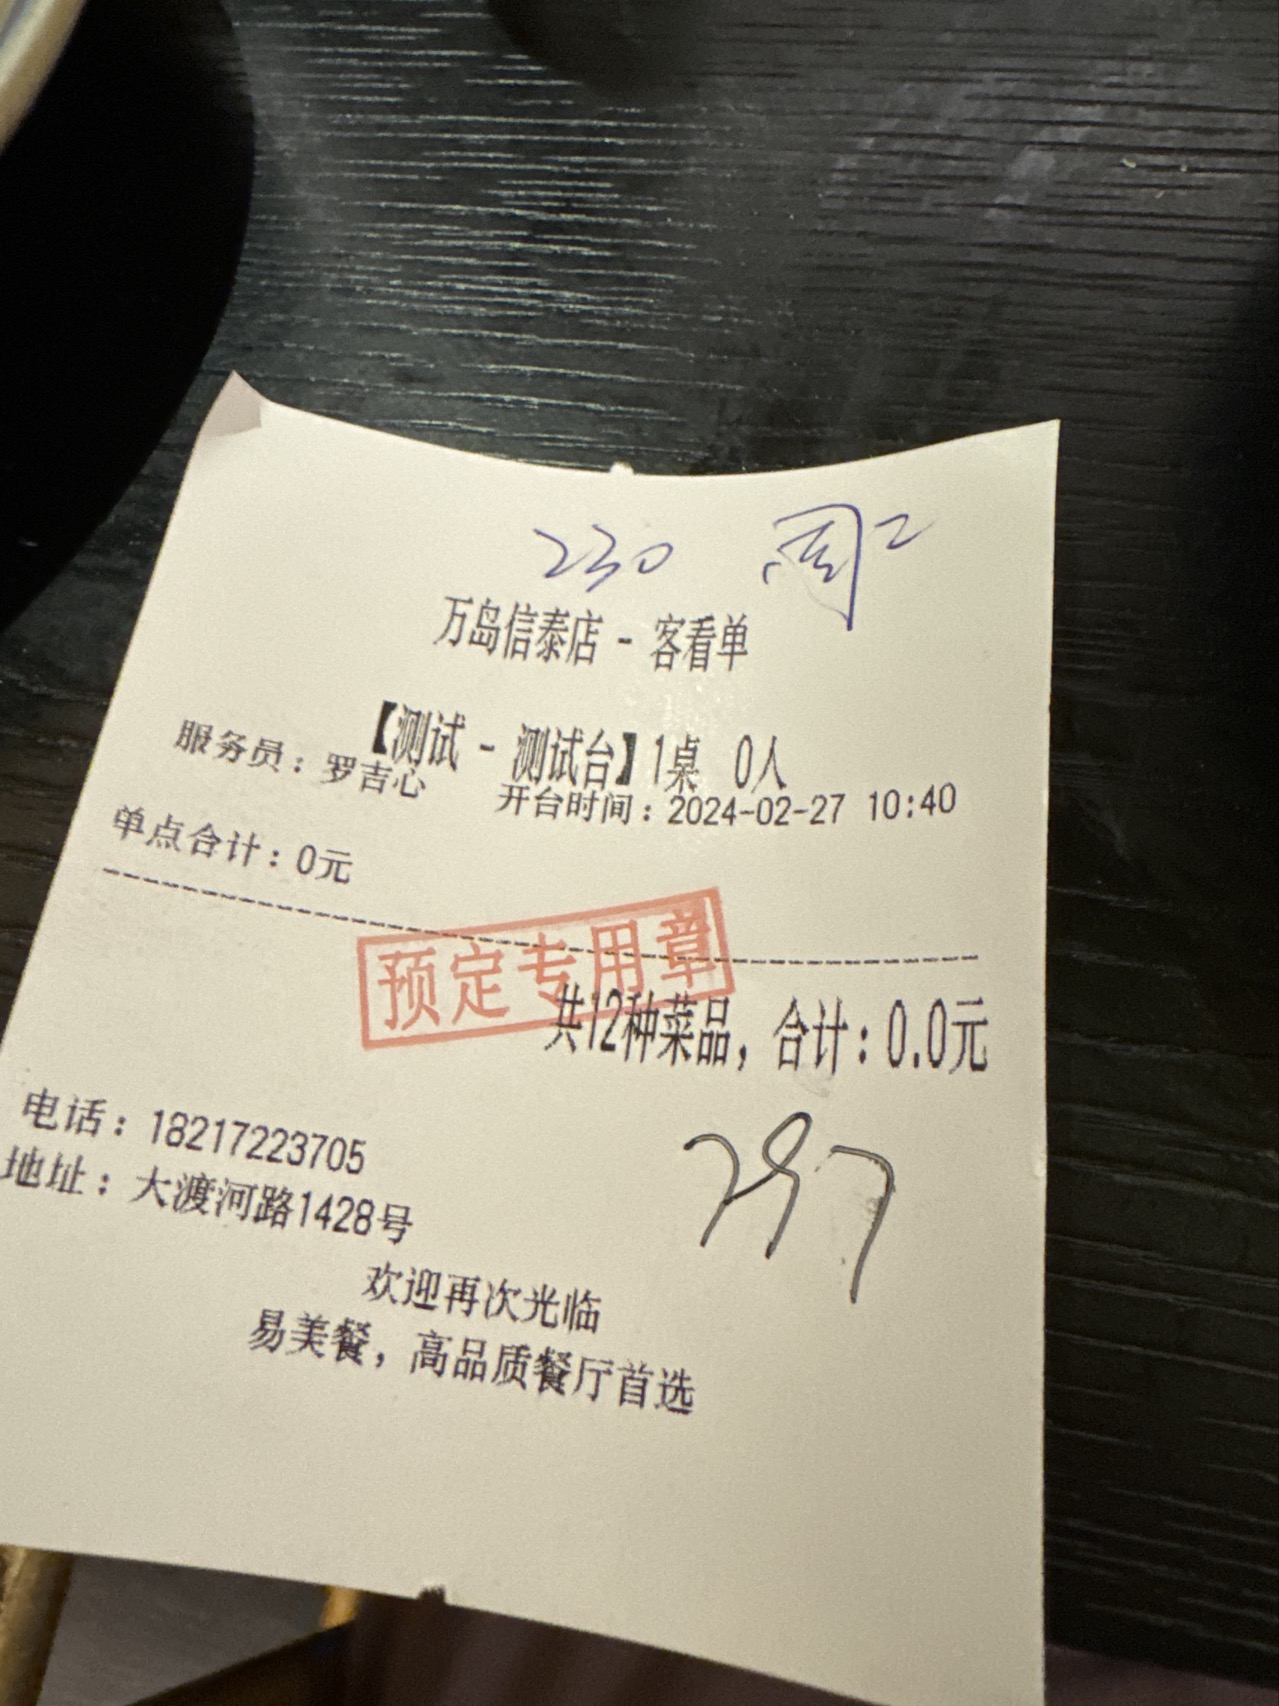 230 周二
万岛信泰店 - 客看单
【测试 - 测试台】1桌 0人
服务员：罗吉心 开台时间：2024-02-27 10:40
单点合计：0元
预定专用章
共12种菜品，合计：0.0元
297
电话：18217223705
地址：大渡河路1428号
欢迎再次光临
易美餐，高品质餐厅首选